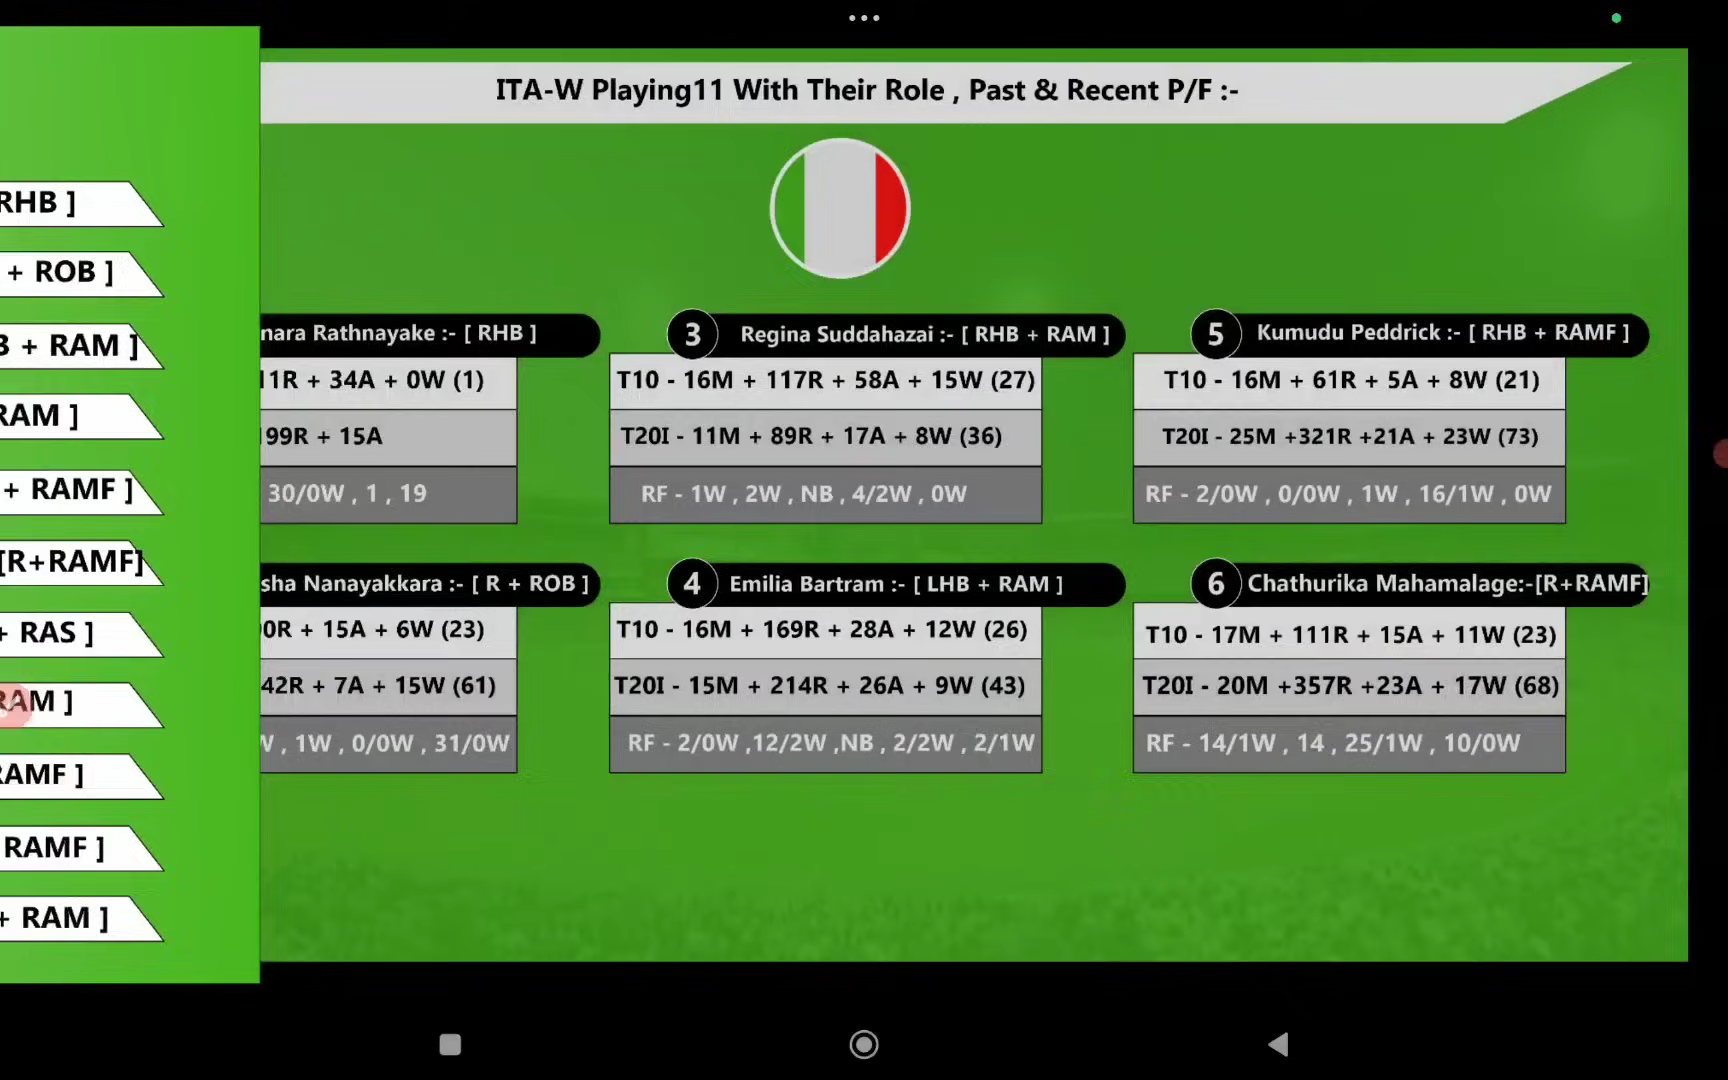 ITA-W Playing11 With Their Role , Past & Recent P/F :-
RHB ]
+ ROB ]
+ RAM ]
RAM ]
+ RAMF ]
[R+RAMF]
+ RAS ]
RAM ]
RAMF ]
RAMF ]
+ RAM ]
Rathnayake :- [ RHB ]
1R + 34A + 0W (1)
99R + 15A
30/0W , 1 , 19
3 Regina Suddahazai :- [ RHB + RAM ]
T10 - 16M + 117R + 58A + 15W (27)
T20I - 11M + 89R + 17A + 8W (36)
RF - 1W , 2W , NB , 4/2W , 0W
5 Kumudu Peddrick :- [ RHB + RAMF ]
T10 - 16M + 61R + 5A + 8W (21)
T20I - 25M +321R +21A + 23W (73)
RF - 2/0W , 0/0W , 1W , 16/1W , 0W
Nanayakkara :- [ R + ROB ]
0R + 15A + 6W (23)
42R + 7A + 15W (61)
, 1W , 0/0W , 31/0W
4 Emilia Bartram :- [ LHB + RAM ]
T10 - 16M + 169R + 28A + 12W (26)
T20I - 15M + 214R + 26A + 9W (43)
RF - 2/0W ,12/2W ,NB , 2/2W , 2/1W
6 Chathurika Mahamalage:-[R+RAMF]
T10 - 17M + 111R + 15A + 11W (23)
T20I - 20M +357R +23A + 17W (68)
RF - 14/1W , 14 , 25/1W , 10/0W